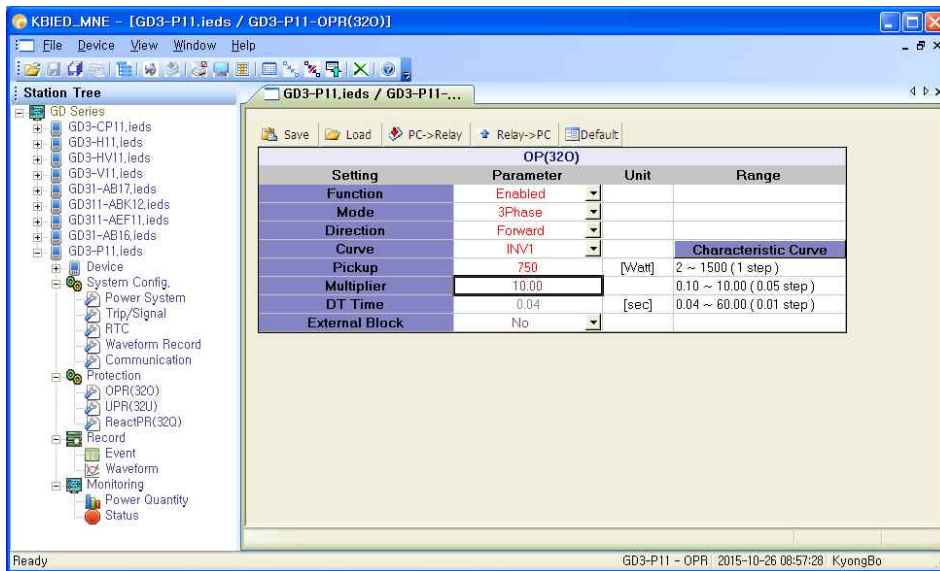 KBIED_MNE - [GD3-P11.ieds / GD3-P11-OPR(32O)]
File Device View Window Help
Station Tree
GD3-P11.ieds / GD3-P11-...
GD Series
GD3-CP11.ieds
GD3-H11.ieds
GD3-HV11.ieds
GD3-V11.ieds
GD31-AB17.ieds
GD311-ABK12.ieds
GD311-AEF11.ieds
GD31-AB16.ieds
GD3-P11.ieds
Device
System Config.
Power System
Trip/Signal
RTC
Waveform Record
Communication
Protection
OPR(32O)
UPR(32U)
ReactPR(32Q)
Record
Event
Waveform
Monitoring
Power Quantity
Status
Save Load PC->Relay Relay->PC Default
OP(32O)
Setting Parameter Unit Range
Function Enabled
Mode 3Phase
Direction Forward
Curve INV1 Characteristic Curve
Pickup 750 [Watt] 2 ~ 1500 ( 1 step )
Multiplier 10.00 0.10 ~ 10.00 ( 0.05 step )
DT Time 0.04 [sec] 0.04 ~ 60.00 ( 0.01 step )
External Block No
Ready GD3-P11 - OPR 2015-10-26 08:57:28 KyongBo